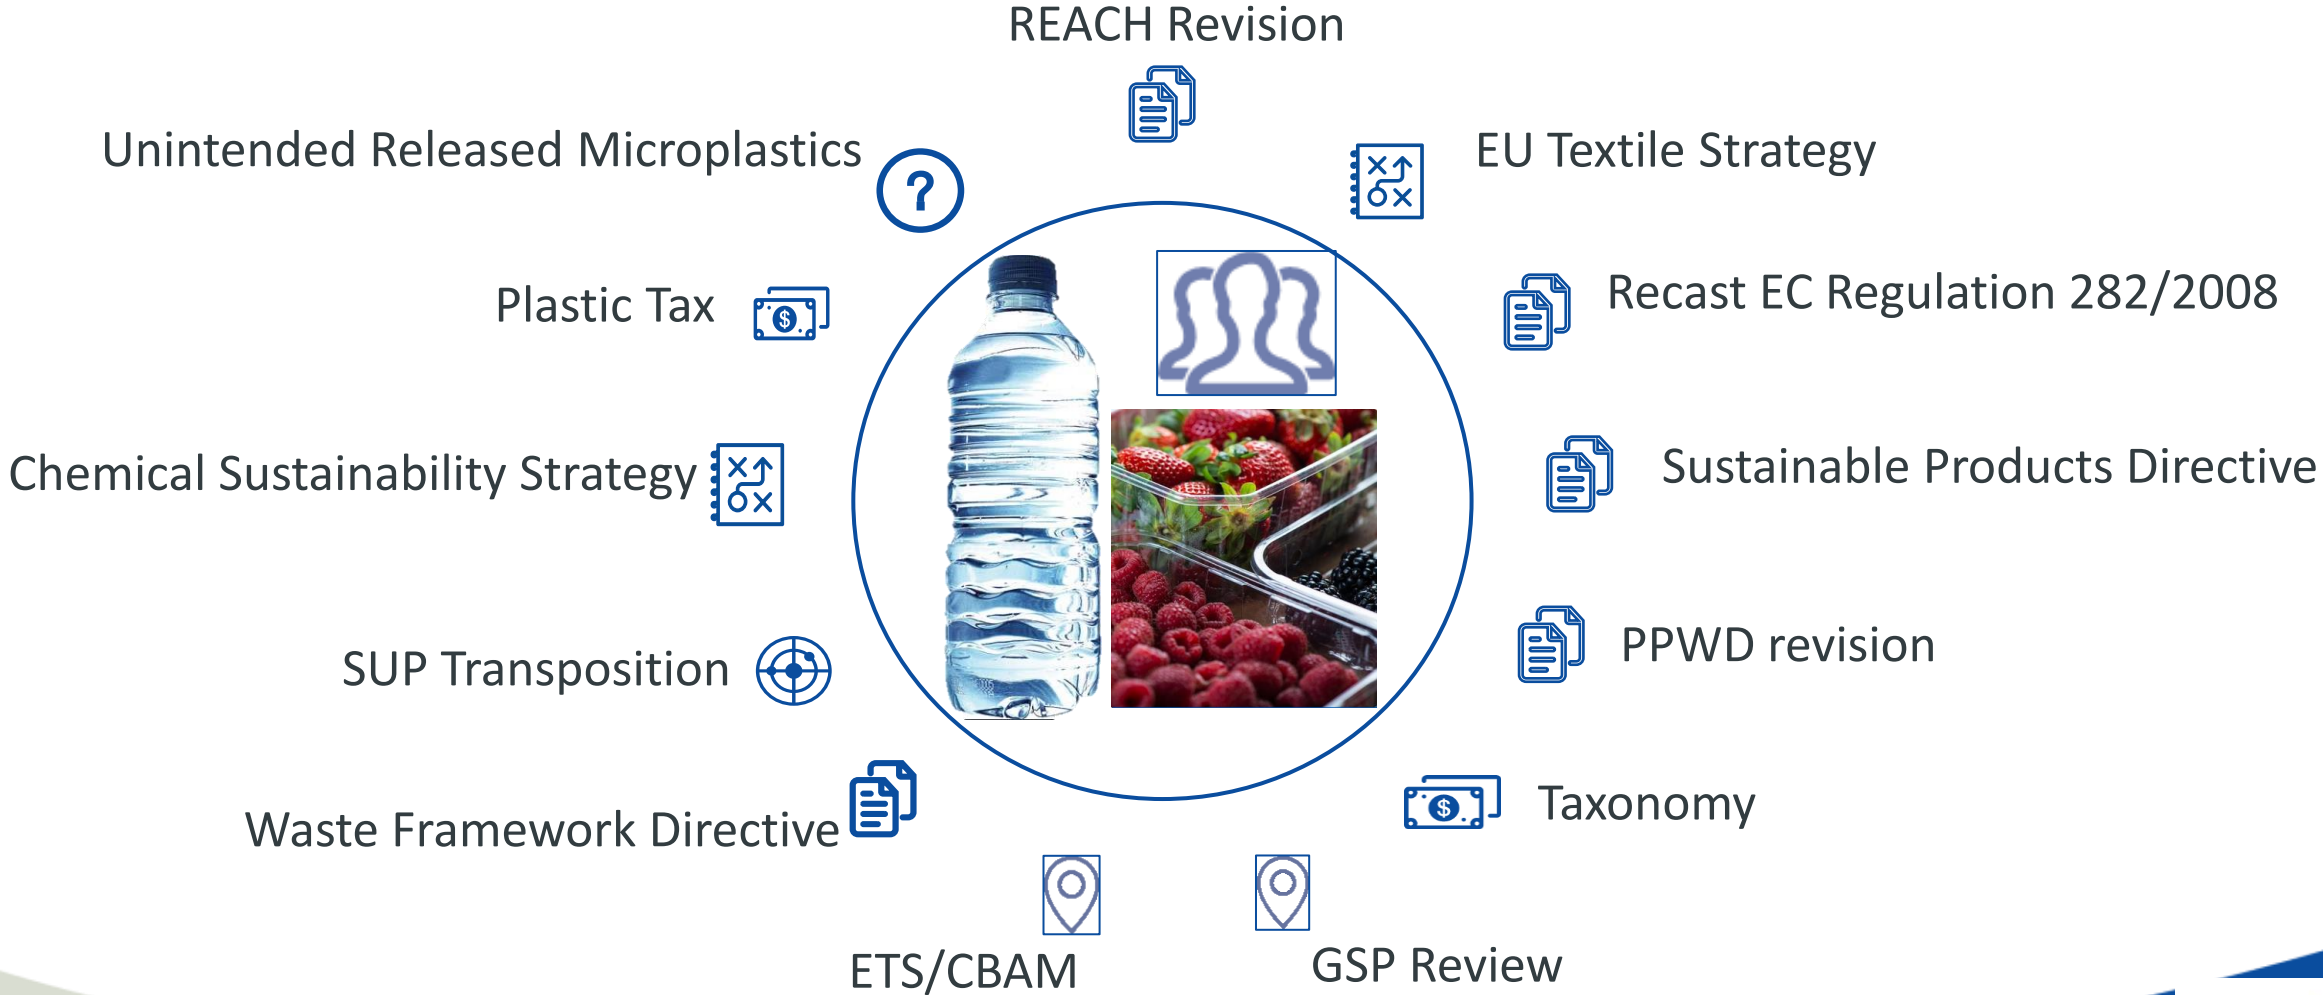 REACH Revision
Unintended Released Microplastics
EU Textile Strategy
Plastic Tax
Recast EC Regulation 282/2008
Chemical Sustainability Strategy
Sustainable Products Directive
SUP Transposition
PPWD revision
Waste Framework Directive
Taxonomy
ETS/CBAM
GSP Review